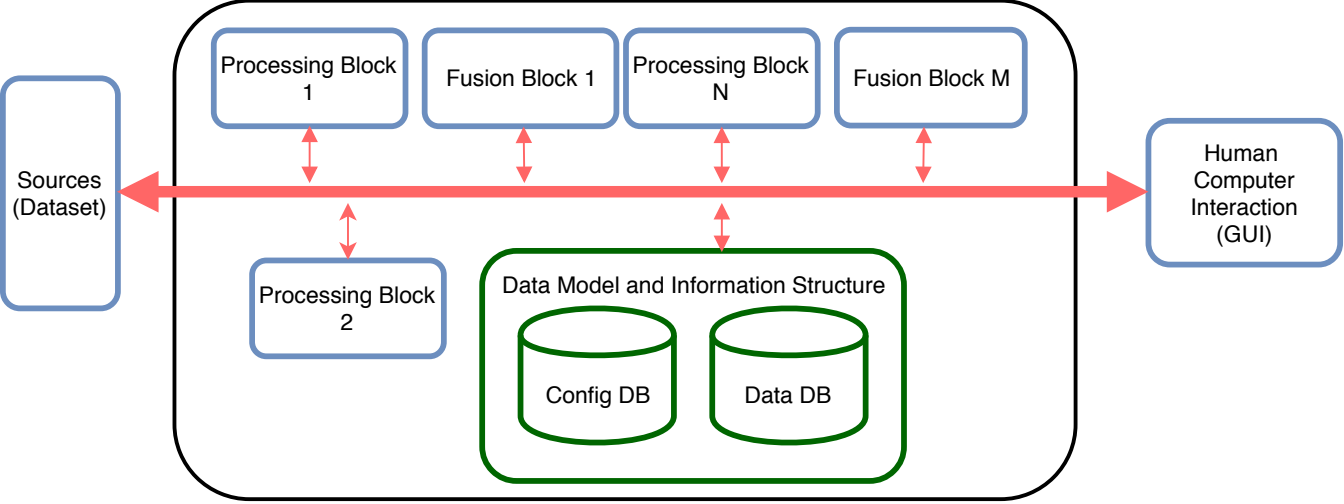 Processing Block
1
Fusion Block 1
Processing Block
N
Fusion Block M
Sources
(Dataset)
Human
Computer
Interaction
(GUI)
Processing Block
2
Data Model and Information Structure
Config DB
Data DB